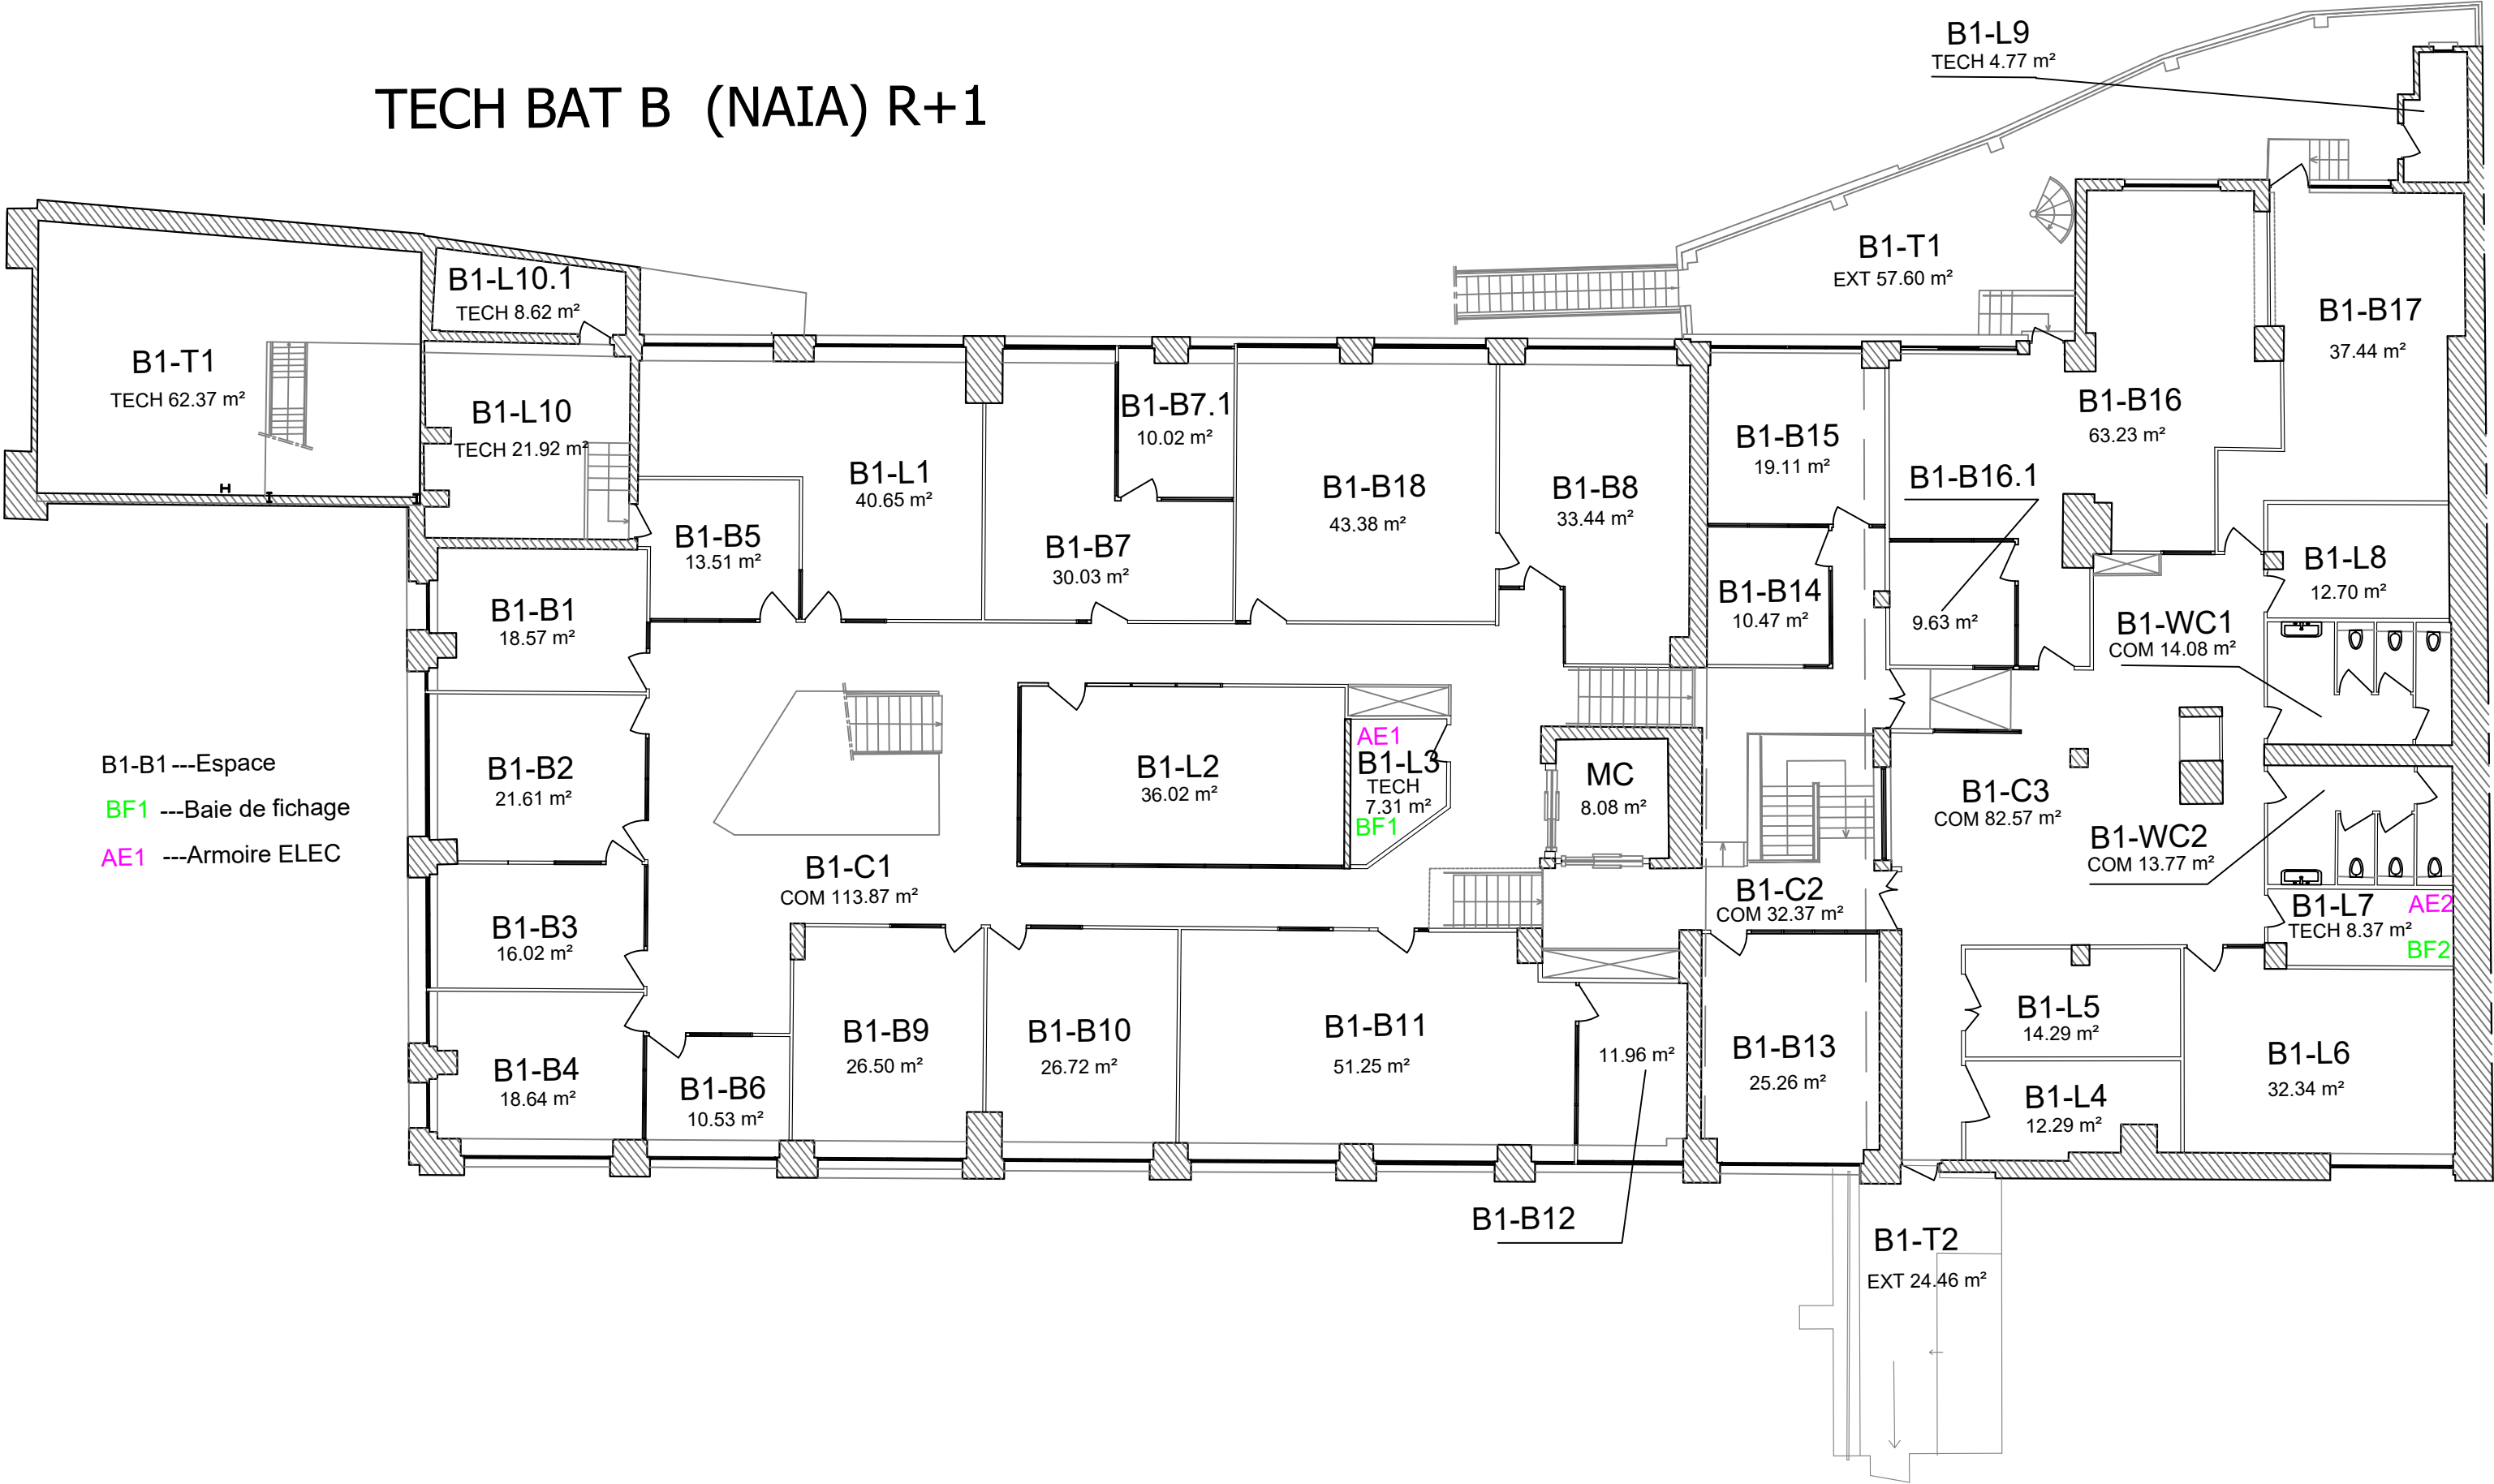 TECH BAT B (NAIA) R+1
B1-L9
TECH 4.77 m²
B1-T1
EXT 57.60 m²
B1-L10.1
TECH 8.62 m²
B1-T1
TECH 62.37 m²
B1-L10
TECH 21.92 m²
B1-L1
40.65 m²
B1-B5
13.51 m²
B1-B7.1
10.02 m²
B1-B7
30.03 m²
B1-B18
43.38 m²
B1-B8
33.44 m²
B1-B15
19.11 m²
B1-B14
10.47 m²
B1-B16
63.23 m²
B1-B16.1
9.63 m²
B1-B17
37.44 m²
B1-L8
12.70 m²
B1-WC1
COM 14.08 m²
B1-B1
18.57 m²
B1-B2
21.61 m²
B1-B3
16.02 m²
B1-B4
18.64 m²
B1-B1---Espace
BF1 ---Baie de fichage
AE1 ---Armoire ELEC
B1-L2
36.02 m²
AE1
B1-L3
TECH
7.31 m²
BF1
MC
8.08 m²
B1-C1
COM 113.87 m²
B1-C2
COM 32.37 m²
B1-C3
COM 82.57 m²
B1-WC2
COM 13.77 m²
B1-L7
AE2
TECH 8.37 m²
BF2
B1-B6
10.53 m²
B1-B9
26.50 m²
B1-B10
26.72 m²
B1-B11
51.25 m²
11.96 m²
B1-B12
B1-B13
25.26 m²
B1-L5
14.29 m²
B1-L4
12.29 m²
B1-L6
32.34 m²
B1-T2
EXT 24.46 m²